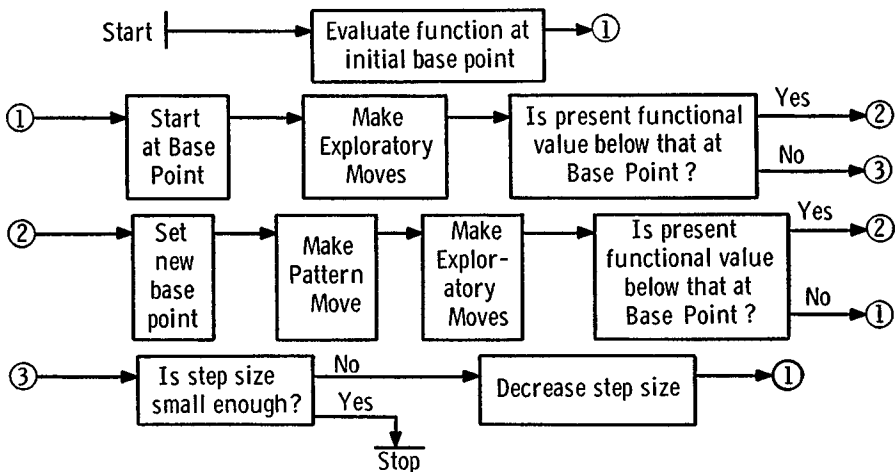 Start
Evaluate function at
initial base point
①
①
Start
at Base
Point
Make
Exploratory
Moves
Is present functional
value below that at
Base Point ?
Yes
②
No
③
②
Set
new
base
point
Make
Pattern
Move
Make
Explor-
atory
Moves
Is present
functional value
below that at
Base Point ?
Yes
②
No
①
③
Is step size
small enough?
No
Yes
Stop
Decrease step size
①